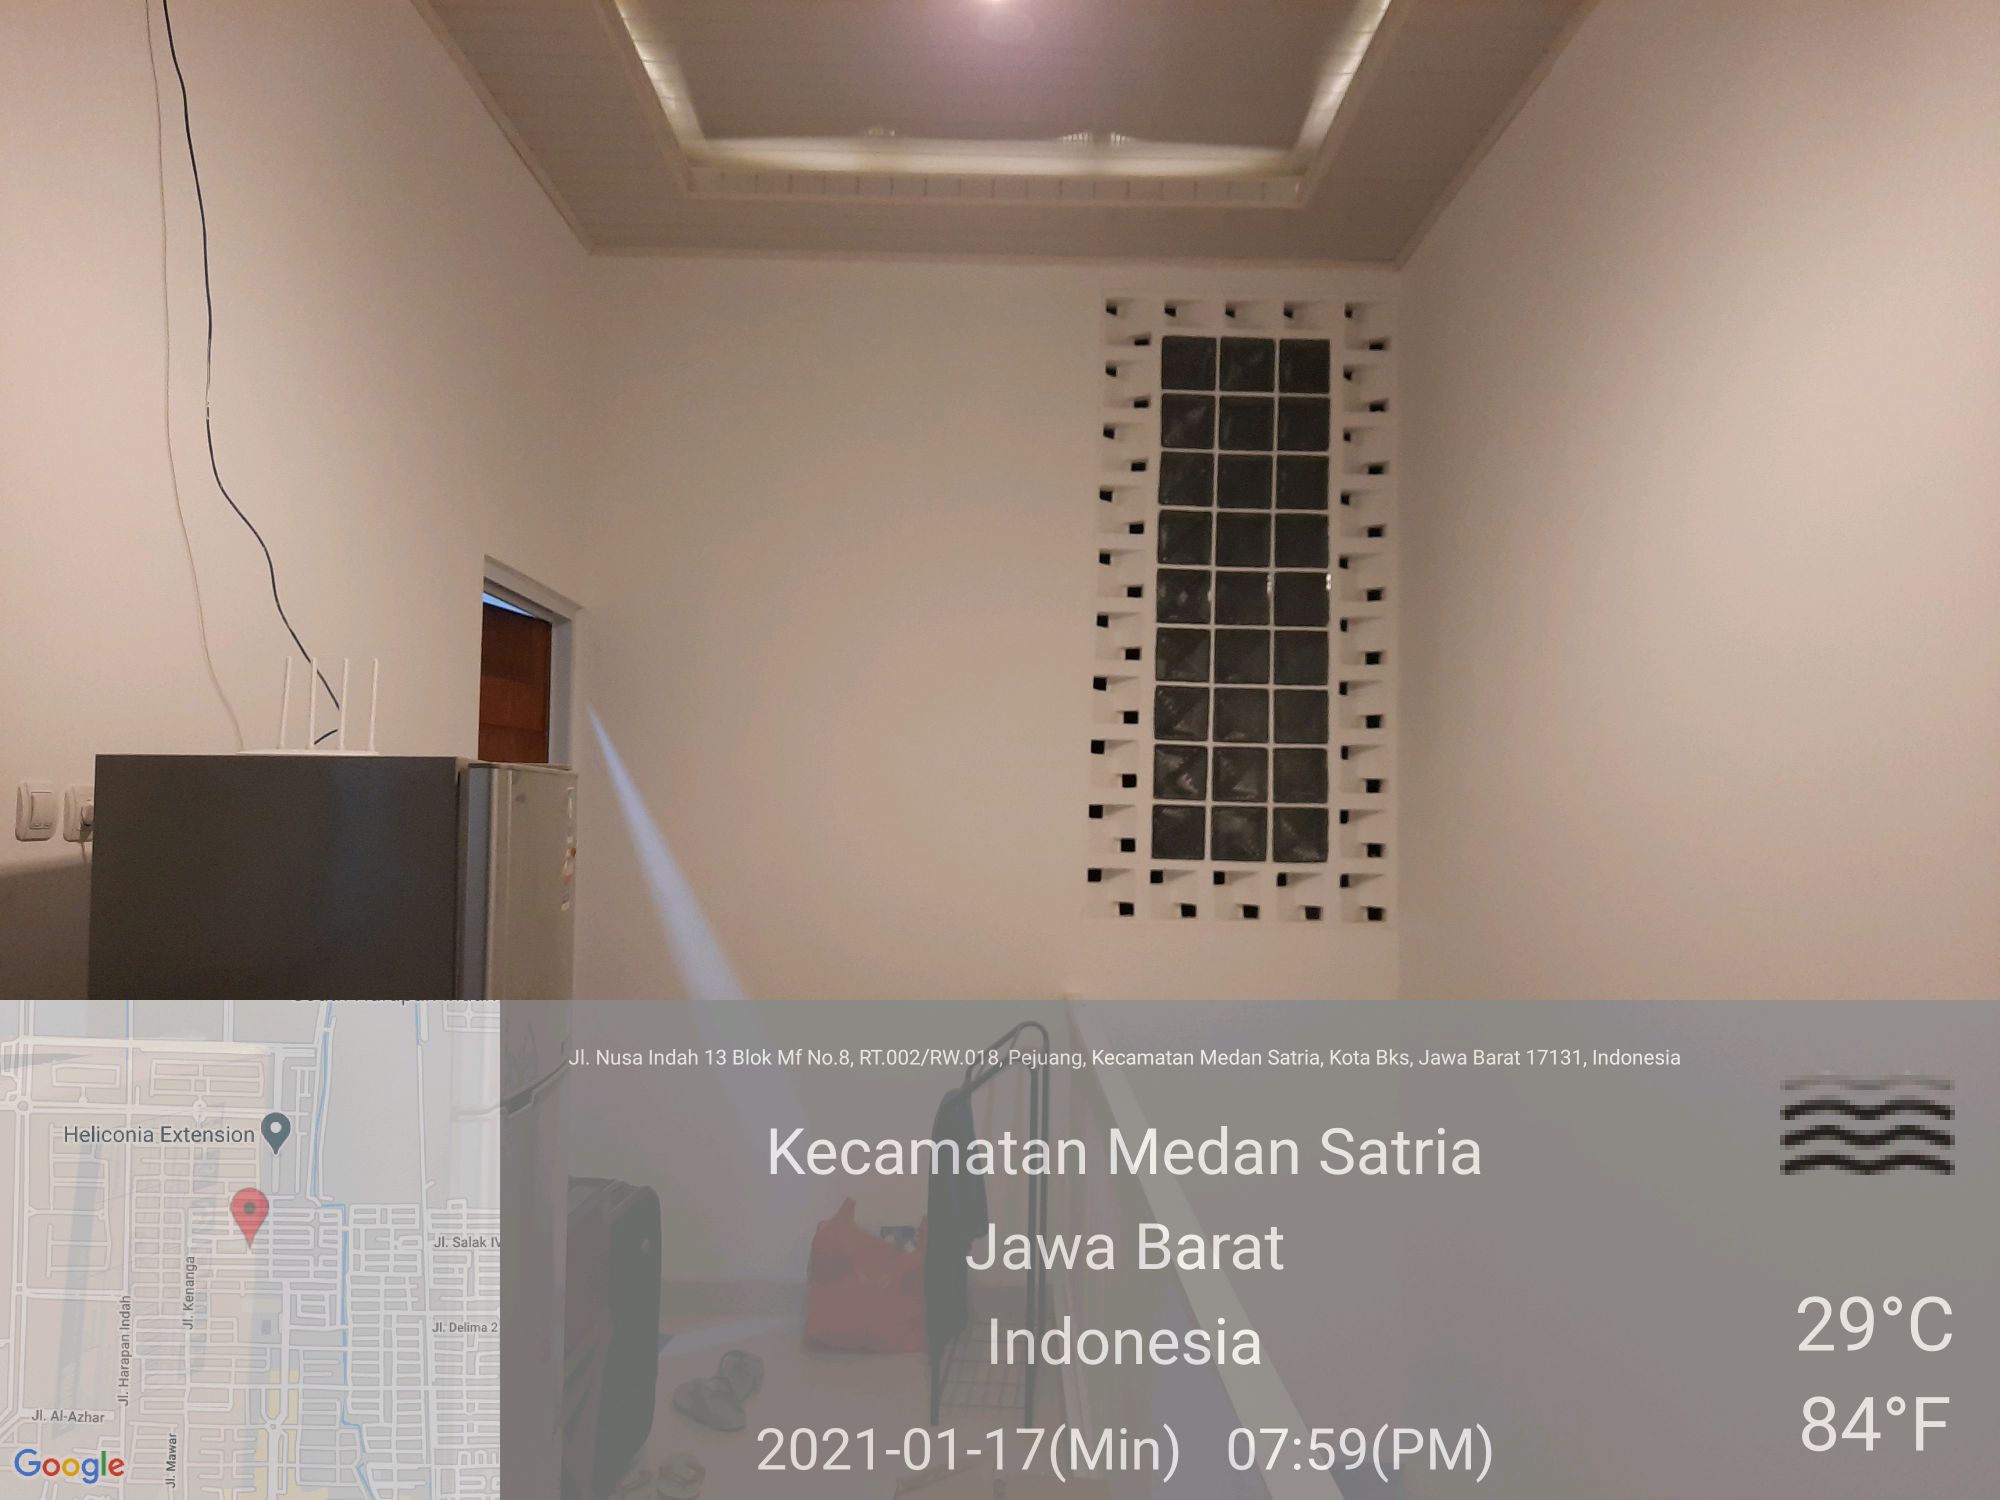 Jl. Nusa Indah 13 Blok Mf No.8, RT.002/RW.018, Pejuang, Kecamatan Medan Satria, Kota Bks, Jawa Barat 17131, Indonesia
Kecamatan Medan Satria
Jawa Barat
Indonesia
2021-01-17(Min) 07:59(PM)
29°C
84°F
Heliconia Extension
Jl. Salak IV
Jl. Kenanga
Jl. Harapan Indah
Jl. Delima 2
Jl. Al-Azhar
Jl. Mawar
Google